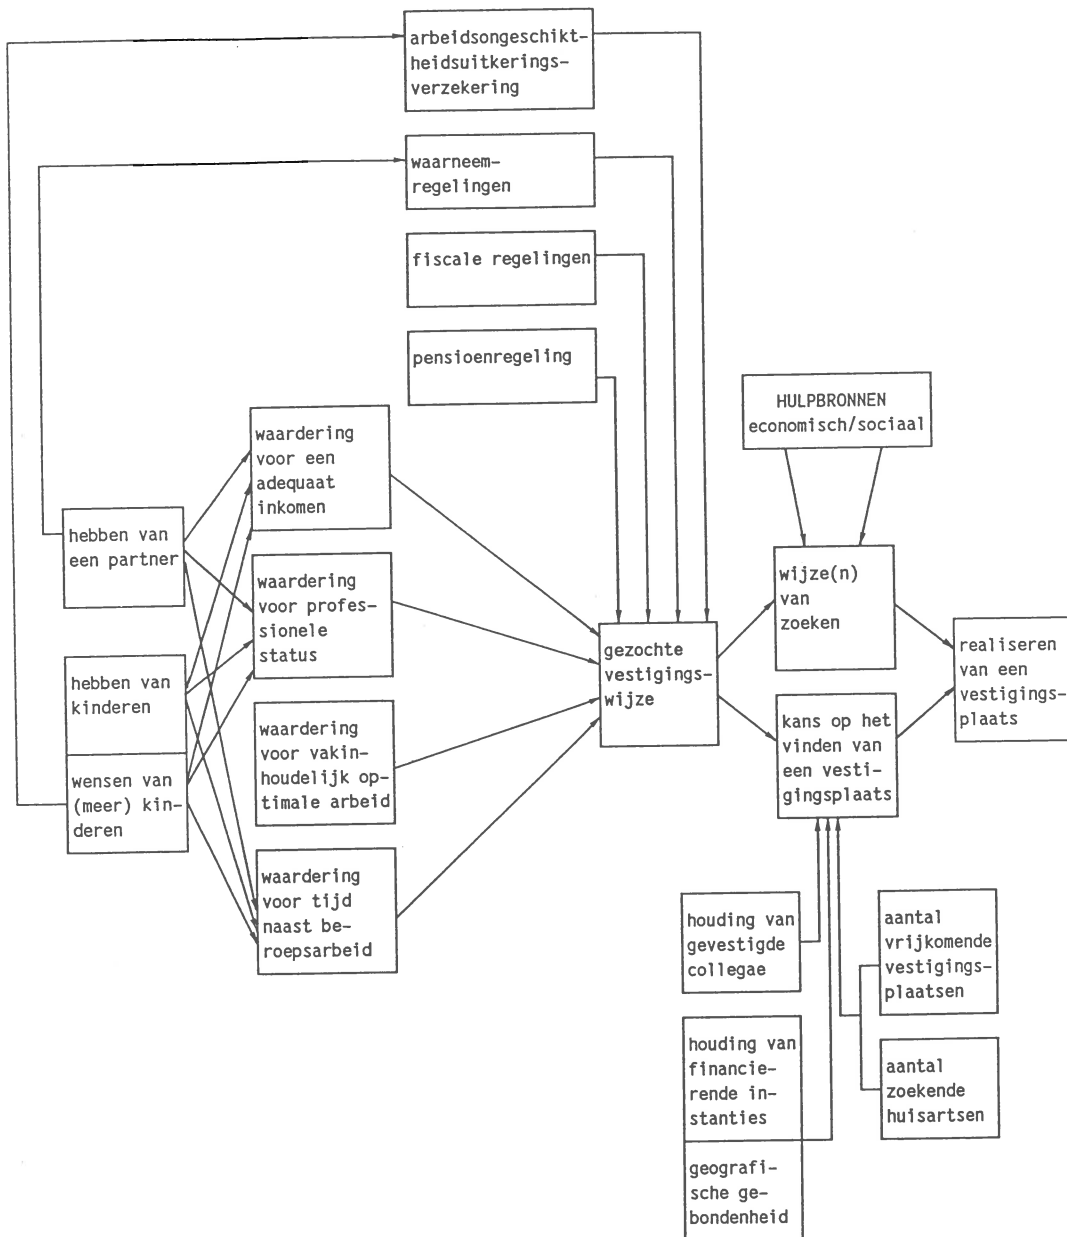 arbeidsongeschikt-
heidsuitkerings-
verzekering
waarneem-
regelingen
fiscale regelingen
pensioenregeling
HULPBRONNEN
economisch/sociaal
waardering
voor een
adequaat
inkomen
hebben van
een partner
waardering
voor profes-
sionele
status
hebben van
kinderen
wensen van
(meer) kin-
deren
waardering
voor vakin-
houdelijk op-
timale arbeid
waardering
voor tijd
naast be-
roepsarbeid
gezochte
vestigings-
wijze
wijze(n)
van
zoeken
kans op het
vinden van
een vesti-
gingsplaats
realiseren
van een
vestigings-
plaats
houding van
gevestigde
collegae
aantal
vrijkomende
vestigings-
plaatsen
houding van
financie-
rende in-
stanties
aantal
zoekende
huisartsen
geografi-
sche ge-
bondenheid